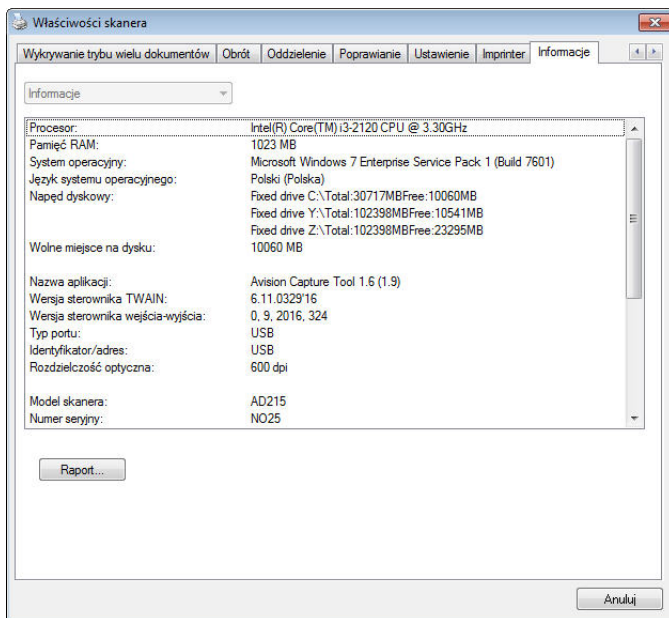 Właściwości skanera
Wykrywanie trybu wielu dokumentów Obrót Oddzielenie Poprawianie Ustawienie Imprinter Informacje
Informacje
Procesor: Intel(R) Core(TM) i3-2120 CPU @ 3.30GHz
Pamięć RAM: 1023 MB
System operacyjny: Microsoft Windows 7 Enterprise Service Pack 1 (Build 7601)
Język systemu operacyjnego: Polski (Polska)
Napęd dyskowy: Fixed drive C:\Total:30717MBFree:10060MB
Fixed drive Y:\Total:102398MBFree:10541MB
Fixed drive Z:\Total:102398MBFree:23295MB
Wolne miejsce na dysku: 10060 MB
Nazwa aplikacji: Avision Capture Tool 1.6 (1.9)
Wersja sterownika TWAIN: 6.11.0329'16
Wersja sterownika wejścia-wyjścia: 0, 9, 2016, 324
Typ portu: USB
Identyfikator/adres: USB
Rozdzielczość optyczna: 600 dpi
Model skanera: AD215
Numer seryjny: NO25
Raport...
Anuluj